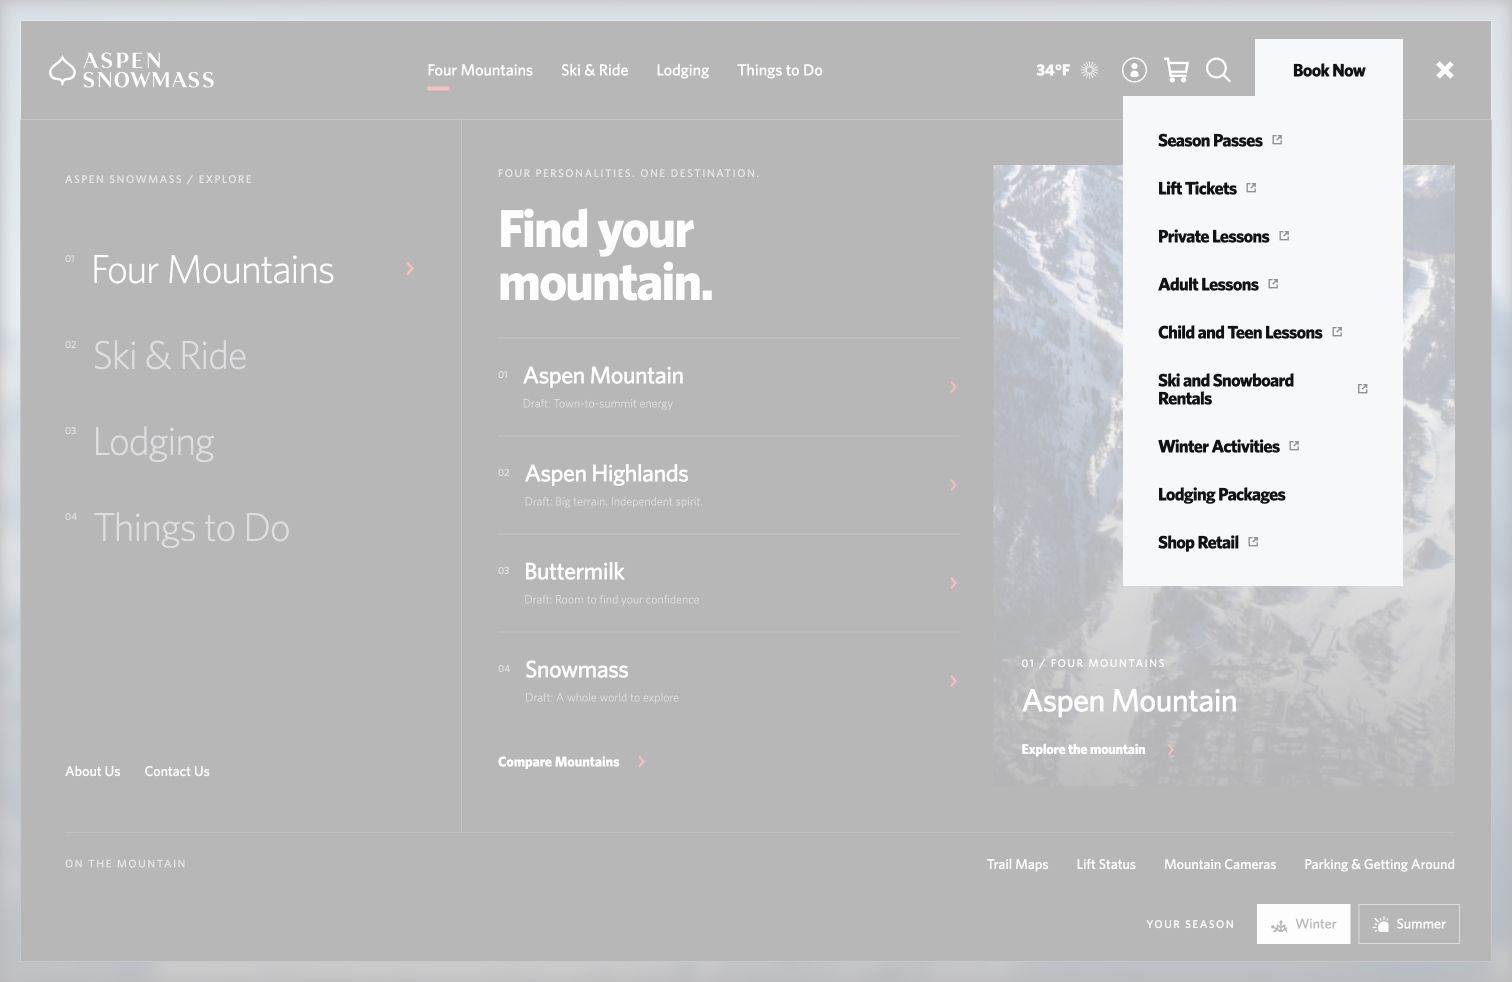 ASPEN
SNOWMASS
Four Mountains
Ski & Ride
Lodging
Things to Do
34°F
Book Now
Season Passes
Lift Tickets
Private Lessons
Adult Lessons
Child and Teen Lessons
Ski and Snowboard
Rentals
Winter Activities
Lodging Packages
Shop Retail
ASPEN SNOWMASS / EXPLORE
01 Four Mountains
02 Ski & Ride
03 Lodging
04 Things to Do
About Us
Contact Us
FOUR PERSONALITIES. ONE DESTINATION.
Find your
mountain.
01 Aspen Mountain
Draft: Town-to-summit energy
02 Aspen Highlands
Draft: Big terrain. Independent spirit.
03 Buttermilk
Draft: Room to find your confidence
04 Snowmass
Draft: A whole world to explore
Compare Mountains
01 / FOUR MOUNTAINS
Aspen Mountain
Explore the mountain
ON THE MOUNTAIN
Trail Maps
Lift Status
Mountain Cameras
Parking & Getting Around
YOUR SEASON
Winter
Summer